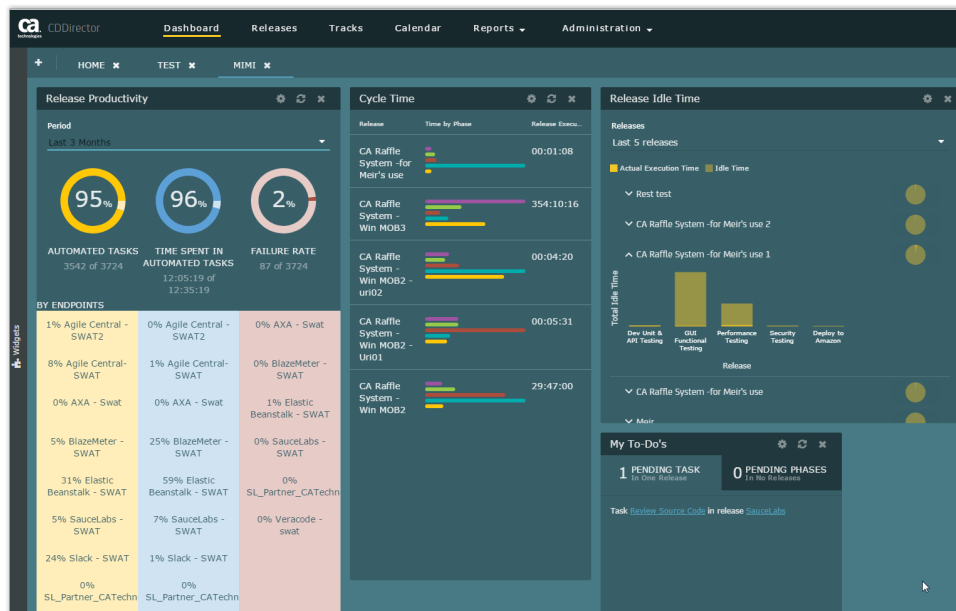 ca
technologies
CDDirector
Dashboard
Releases
Tracks
Calendar
Reports
Administration
+
HOME ✖
TEST ✖
MIMI ✖
Widgets
Release Productivity
Period
Last 3 Months
95%
96%
2%
AUTOMATED TASKS
3542 of 3724
TIME SPENT IN
AUTOMATED TASKS
12:05:19 of
12:35:19
FAILURE RATE
87 of 3724
BY ENDPOINTS
1% Agile Central -
SWAT2
8% Agile Central-
SWAT
0% AXA - Swat
5% BlazeMeter -
SWAT
31% Elastic
Beanstalk - SWAT
5% SauceLabs -
SWAT
24% Slack - SWAT
0%
SL_Partner_CATechn
0% Agile Central -
SWAT2
1% Agile Central-
SWAT
0% AXA - Swat
25% BlazeMeter -
SWAT
59% Elastic
Beanstalk - SWAT
7% SauceLabs -
SWAT
1% Slack - SWAT
0%
SL_Partner_CATechn
0% AXA - Swat
0% BlazeMeter -
SWAT
1% Elastic
Beanstalk - SWAT
0% SauceLabs -
SWAT
0%
SL_Partner_CATechn
0% Veracode -
swat
Cycle Time
Release
Time by Phase
Release Execu...
CA Raffle
System -for
Meir's use
00:01:08
CA Raffle
System -
Win MOB3
354:10:16
CA Raffle
System -
Win MOB2 -
uri02
00:04:20
CA Raffle
System -
Win MOB2 -
Uri01
00:05:31
CA Raffle
System -
Win MOB2
29:47:00
Release Idle Time
Releases
Last 5 releases
Actual Execution Time
Idle Time
Rest test
CA Raffle System -for Meir's use 2
CA Raffle System -for Meir's use 1
Total Idle Time
Dev Unit &
API Testing
GUI
Functional
Testing
Performance
Testing
Security
Testing
Deploy to
Amazon
Release
CA Raffle System -for Meir's use
Meir
My To-Do's
1 PENDING TASK
In One Release
0 PENDING PHASES
In No Releases
Task Review Source Code in release SauceLabs